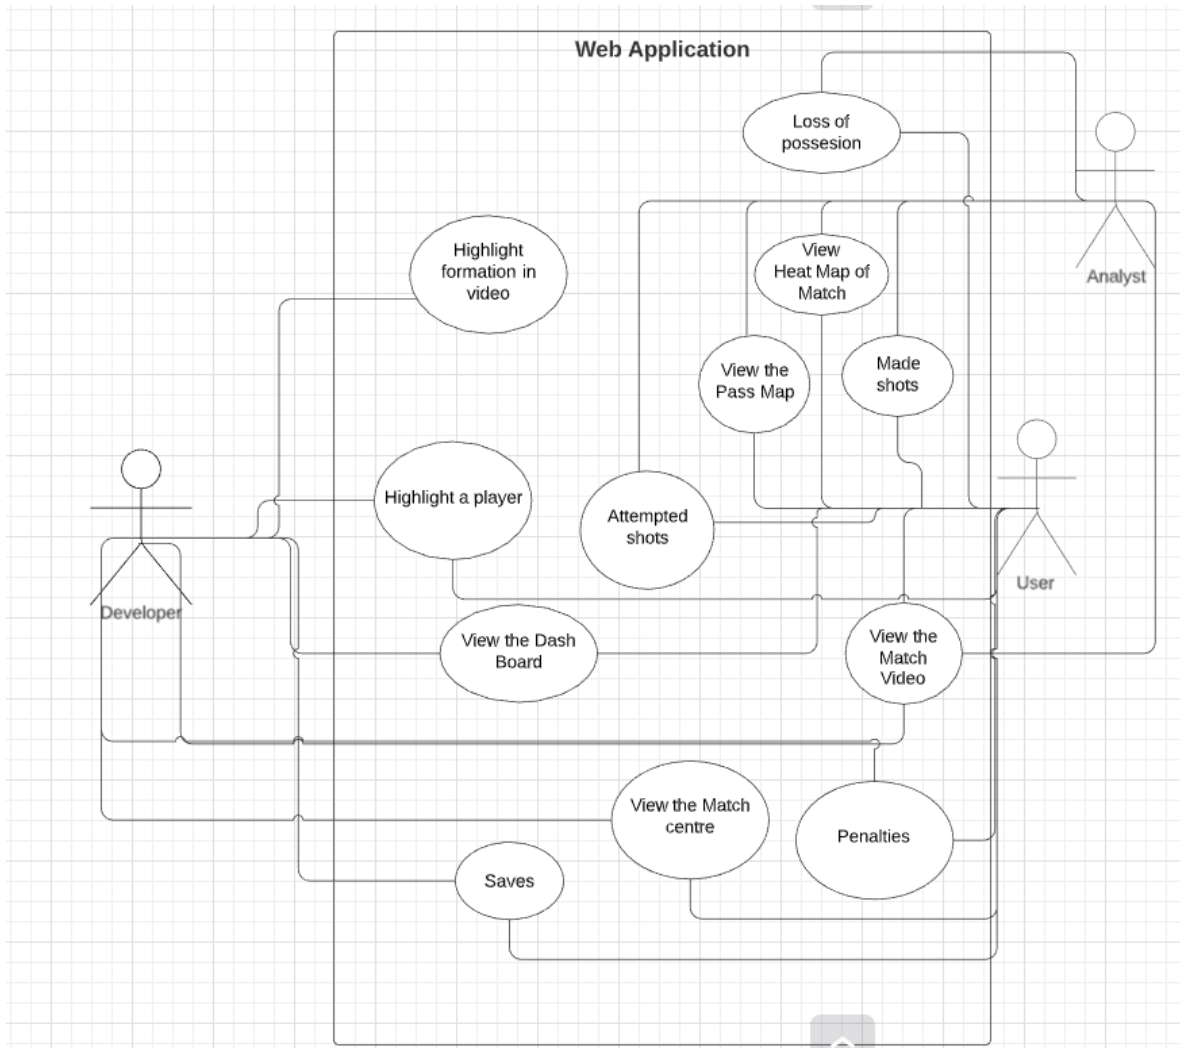 Web Application
Loss of
possesion
Analyst
Highlight
formation in
video
View
Heat Map of
Match
View the
Pass Map
Made
shots
Highlight a player
Attempted
shots
Developer
User
View the Dash
Board
View the
Match
Video
View the Match
centre
Penalties
Saves